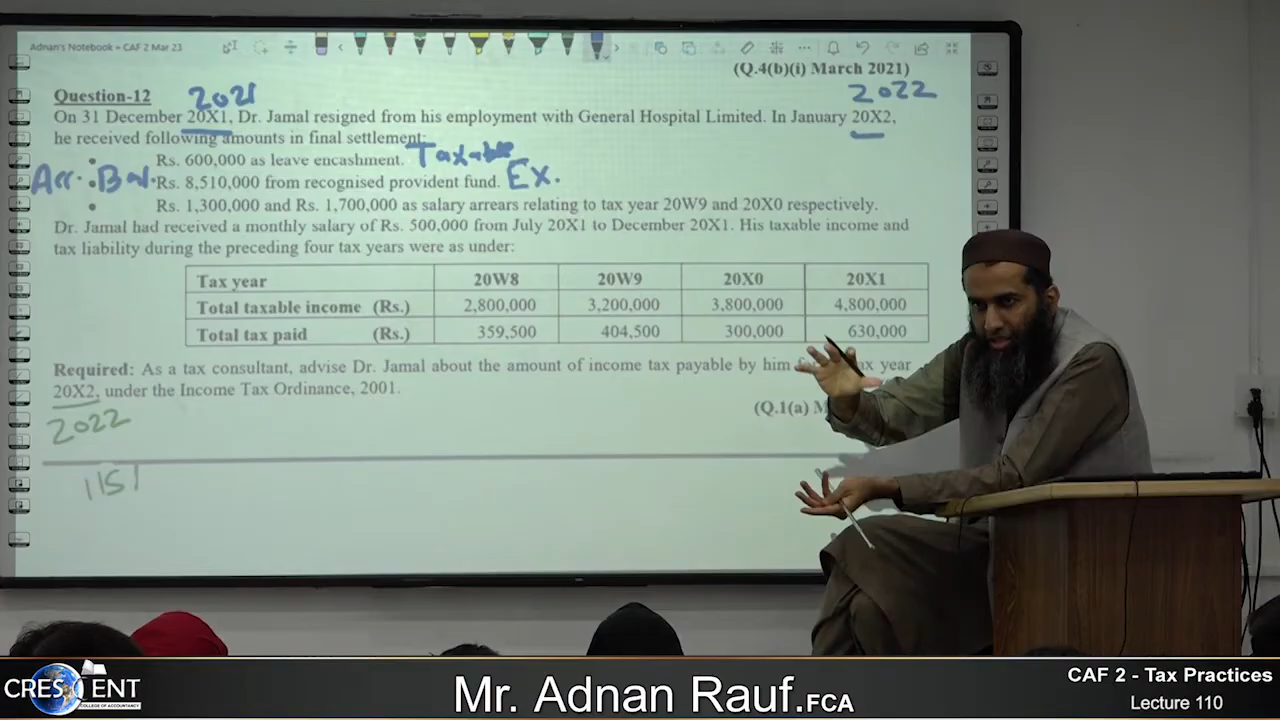 Adnan's Notebook = CAF 2 Mar 23
(Q.4(b)(i) March 2021)
Question-12
2021
2022
On 31 December 20X1, Dr. Jamal resigned from his employment with General Hospital Limited. In January 20X2,
he received following amounts in final settlement:
• Rs. 600,000 as leave encashment. Taxable
Acc. Bal. • Rs. 8,510,000 from recognised provident fund. Ex.
• Rs. 1,300,000 and Rs. 1,700,000 as salary arrears relating to tax year 20W9 and 20X0 respectively.
Dr. Jamal had received a monthly salary of Rs. 500,000 from July 20X1 to December 20X1. His taxable income and
tax liability during the preceding four tax years were as under:
Tax year 20W8 20W9 20X0 20X1
Total taxable income (Rs.) 2,800,000 3,200,000 3,800,000 4,800,000
Total tax paid (Rs.) 359,500 404,500 300,000 630,000
Required: As a tax consultant, advise Dr. Jamal about the amount of income tax payable by him ax year
20X2, under the Income Tax Ordinance, 2001.
2022
(Q.1(a) M
CRESCENT
COLLEGE OF ACCOUNTANCY
Mr. Adnan Rauf.FCA
CAF 2 - Tax Practices
Lecture 110